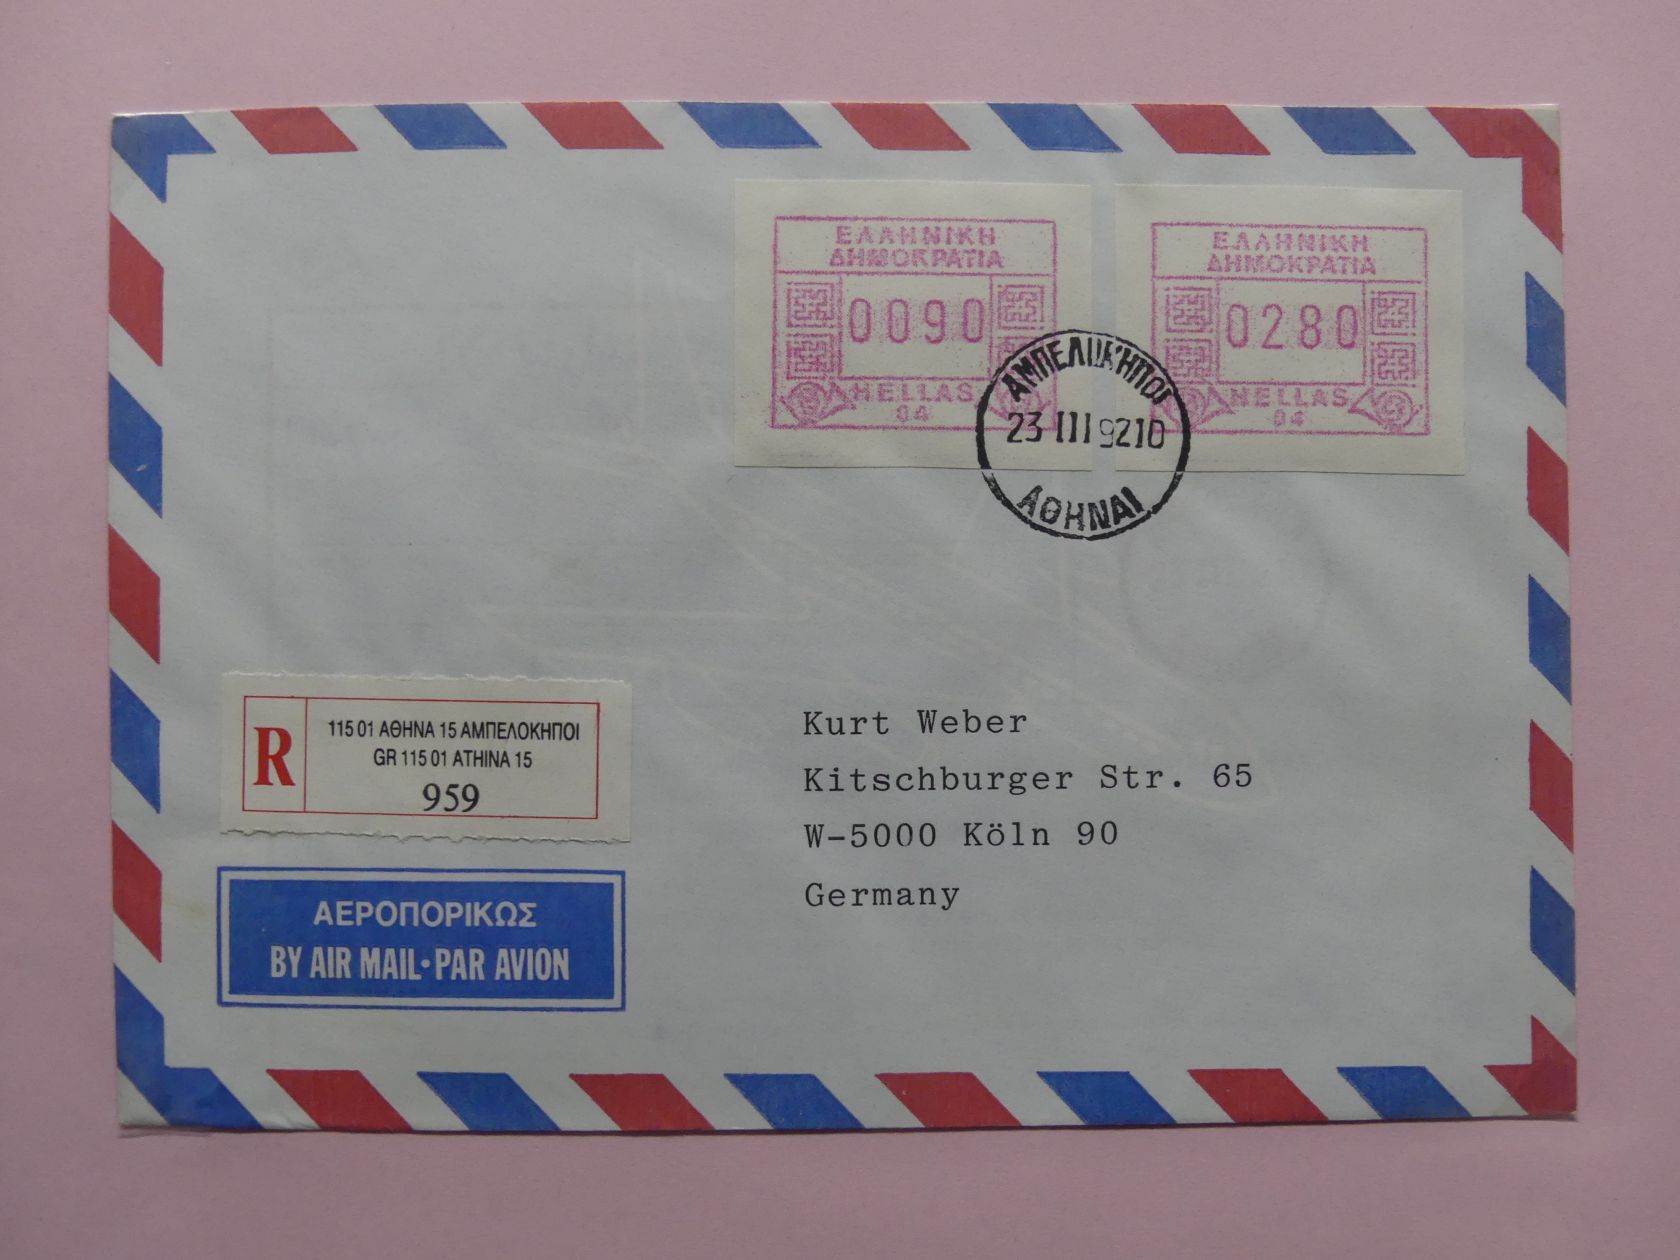 ΕΛΛΗΝΙΚΗ
ΔΗΜΟΚΡΑΤΙΑ
0090
HELLAS
04
ΕΛΛΗΝΙΚΗ
ΔΗΜΟΚΡΑΤΙΑ
0280
HELLAS
04
ΑΜΠΕΛΟΚΗΠΟΙ
23 III 9210
ΑΘΗΝΑΙ
R
115 01 ΑΘΗΝΑ 15 ΑΜΠΕΛΟΚΗΠΟΙ
GR 115 01 ATHINA 15
959
ΑΕΡΟΠΟΡΙΚΩΣ
BY AIR MAIL·PAR AVION
Kurt Weber
Kitschburger Str. 65
W-5000 Köln 90
Germany